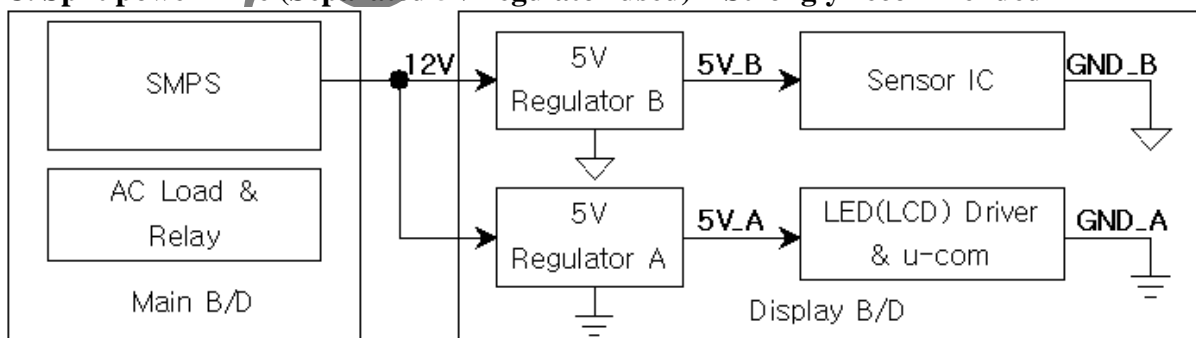 SMPS
AC Load &
Relay
Main B/D
12V
5V
Regulator B
5V_B
Sensor IC
GND_B
5V
Regulator A
5V_A
LED(LCD) Driver
& u-com
GND_A
Display B/D